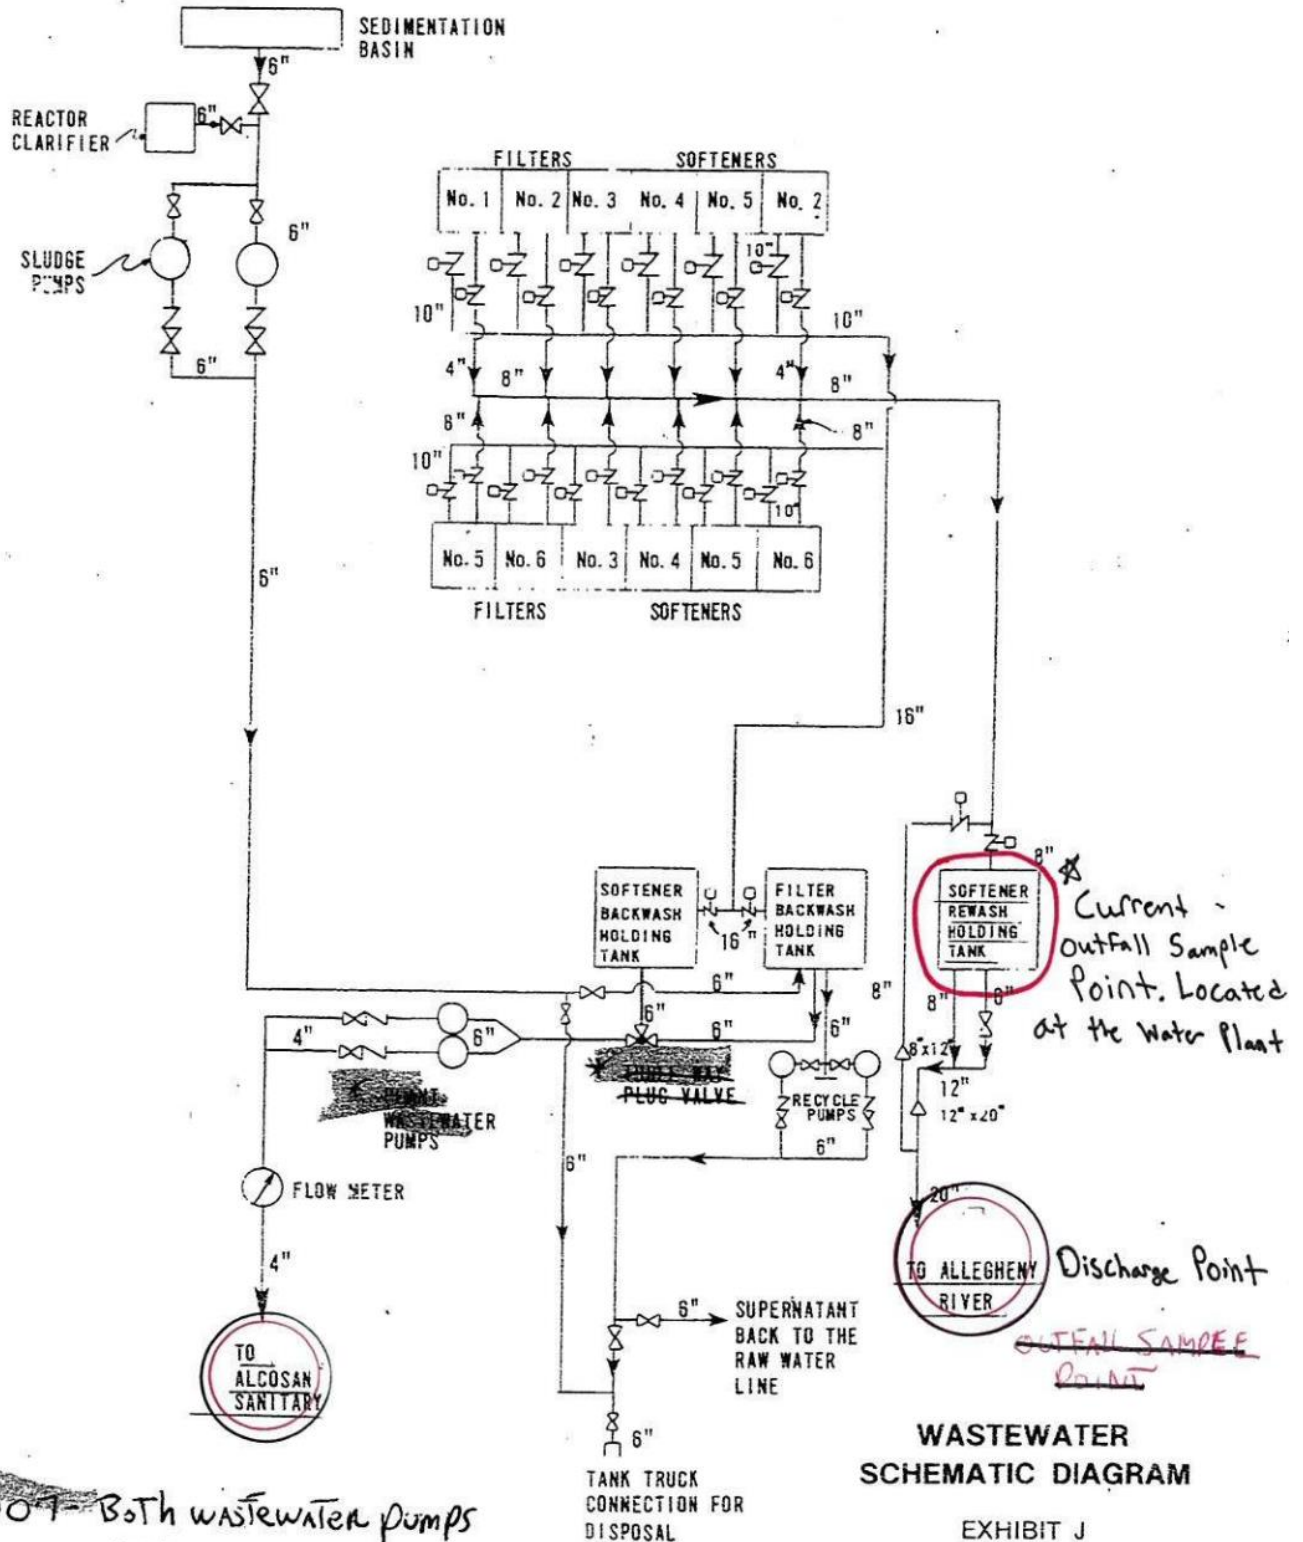 SEDIMENTATION
BASIN
6"
REACTOR
CLARIFIER
6"
FILTERS
SOFTENERS
No. 1
No. 2
No. 3
No. 4
No. 5
No. 2
SLUDGE
PUMPS
6"
6"
10"
10"
10"
4"
8"
4"
8"
8"
10"
10"
No. 5
No. 6
No. 3
No. 4
No. 5
No. 6
FILTERS
SOFTENERS
6"
16"
SOFTENER
BACKWASH
HOLDING
TANK
16"
FILTER
BACKWASH
HOLDING
TANK
8"
SOFTENER
REWASH
HOLDING
TANK
Current -
outfall Sample
Point. Located
at the Water Plant
6"
8"
8"
6"
6"
6"
4"
6"
PLUG VALVE
WASTEWATER
PUMPS
RECYCLE
PUMPS
12"
12" x20"
6"
6"
FLOW METER
4"
20"
TO ALLEGHENY
RIVER
Discharge Point
OUTFALL SAMPLE
POINT
6"
SUPERNATANT
BACK TO THE
RAW WATER
LINE
TO
ALCOSAN
SANITARY
6"
TANK TRUCK
CONNECTION FOR
DISPOSAL
WASTEWATER
SCHEMATIC DIAGRAM
EXHIBIT J
Both wastewater pumps